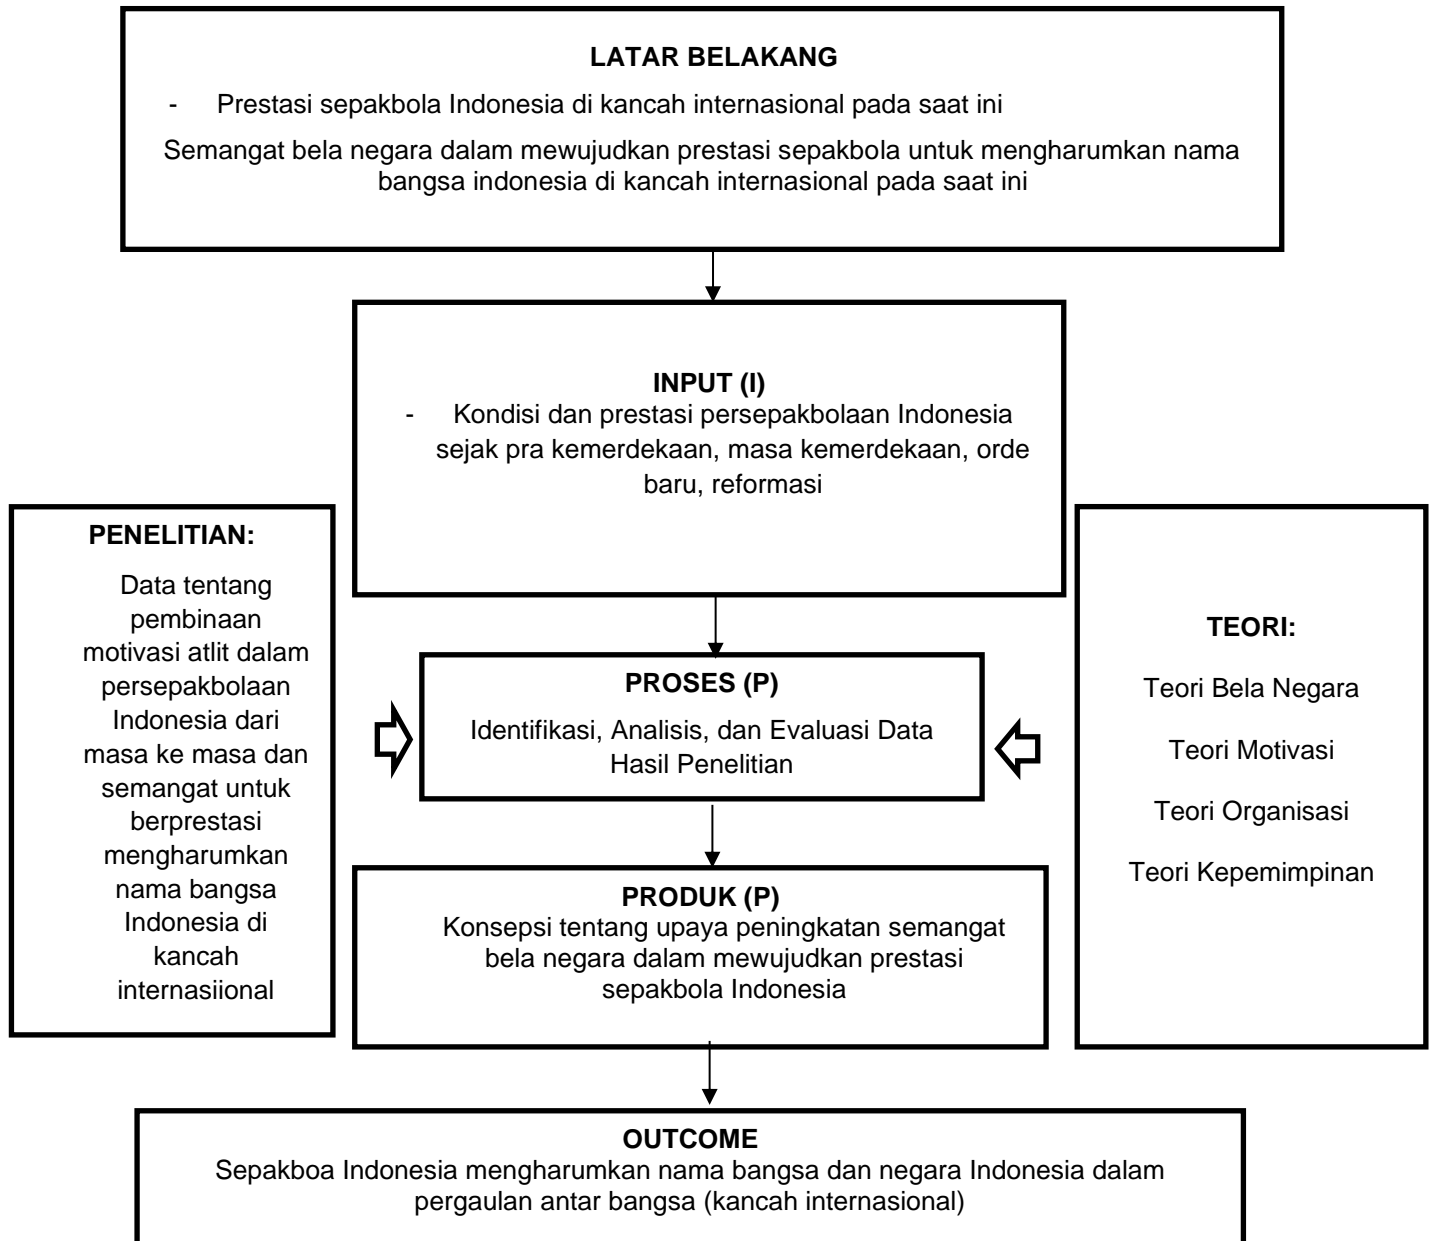 LATAR BELAKANG
- Prestasi sepakbola Indonesia di kancah internasional pada saat ini
Semangat bela negara dalam mewujudkan prestasi sepakbola untuk mengharumkan nama
bangsa indonesia di kancah internasional pada saat ini
INPUT (I)
- Kondisi dan prestasi persepakbolaan Indonesia
sejak pra kemerdekaan, masa kemerdekaan, orde
baru, reformasi
PENELITIAN:
Data tentang
pembinaan
motivasi atlit dalam
persepakbolaan
Indonesia dari
masa ke masa dan
semangat untuk
berprestasi
mengharumkan
nama bangsa
Indonesia di
kancah
internasiional
PROSES (P)
Identifikasi, Analisis, dan Evaluasi Data
Hasil Penelitian
TEORI:
Teori Bela Negara
Teori Motivasi
Teori Organisasi
Teori Kepemimpinan
PRODUK (P)
Konsepsi tentang upaya peningkatan semangat
bela negara dalam mewujudkan prestasi
sepakbola Indonesia
OUTCOME
Sepakboa Indonesia mengharumkan nama bangsa dan negara Indonesia dalam
pergaulan antar bangsa (kancah internasional)